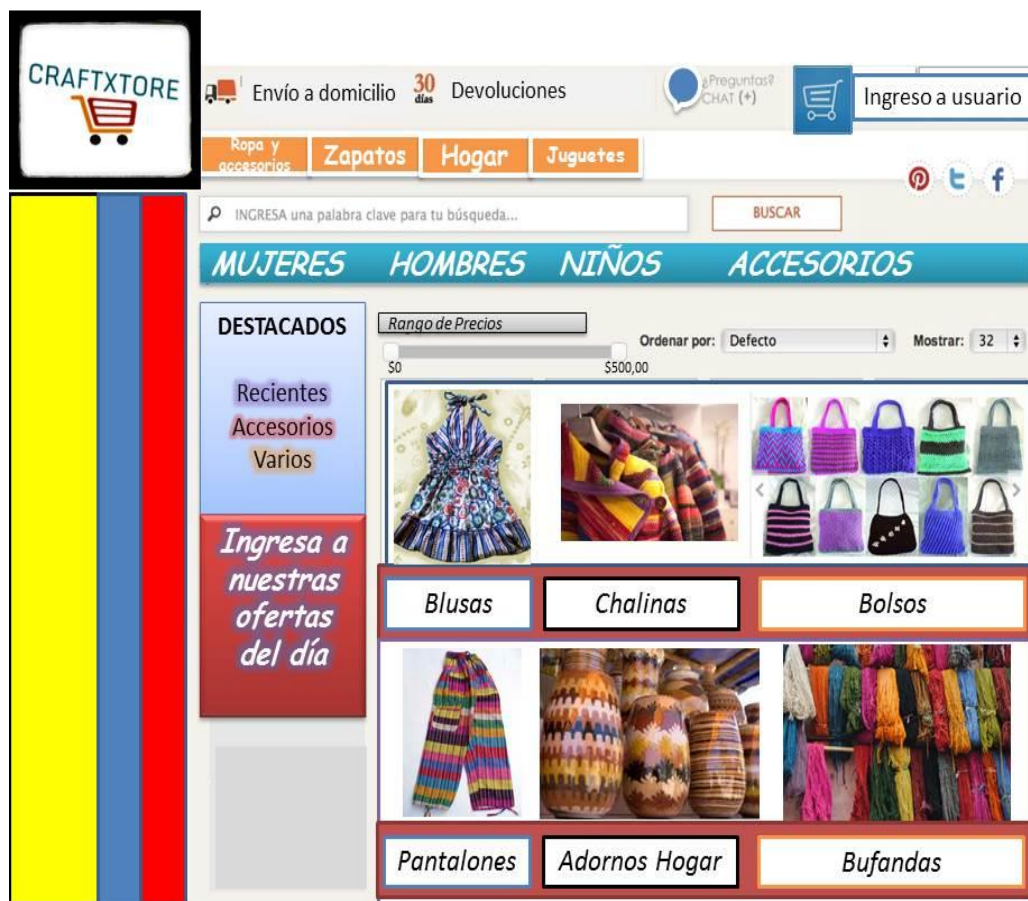 CRAFTXTORE
Envío a domicilio
30
días
Devoluciones
¿Preguntas?
CHAT (+)
Ingreso a usuario
Ropa y
accesorios
Zapatos
Hogar
Juguetes
INGRESA una palabra clave para tu búsqueda...
BUSCAR
MUJERES HOMBRES NIÑOS ACCESORIOS
DESTACADOS
Recientes
Accesorios
Varios
Ingresa a
nuestras
ofertas
del día
Rango de Precios
$0 $500,00
Ordenar por: Defecto
Mostrar: 32
Blusas
Chalinas
Bolsos
Pantalones
Adornos Hogar
Bufandas